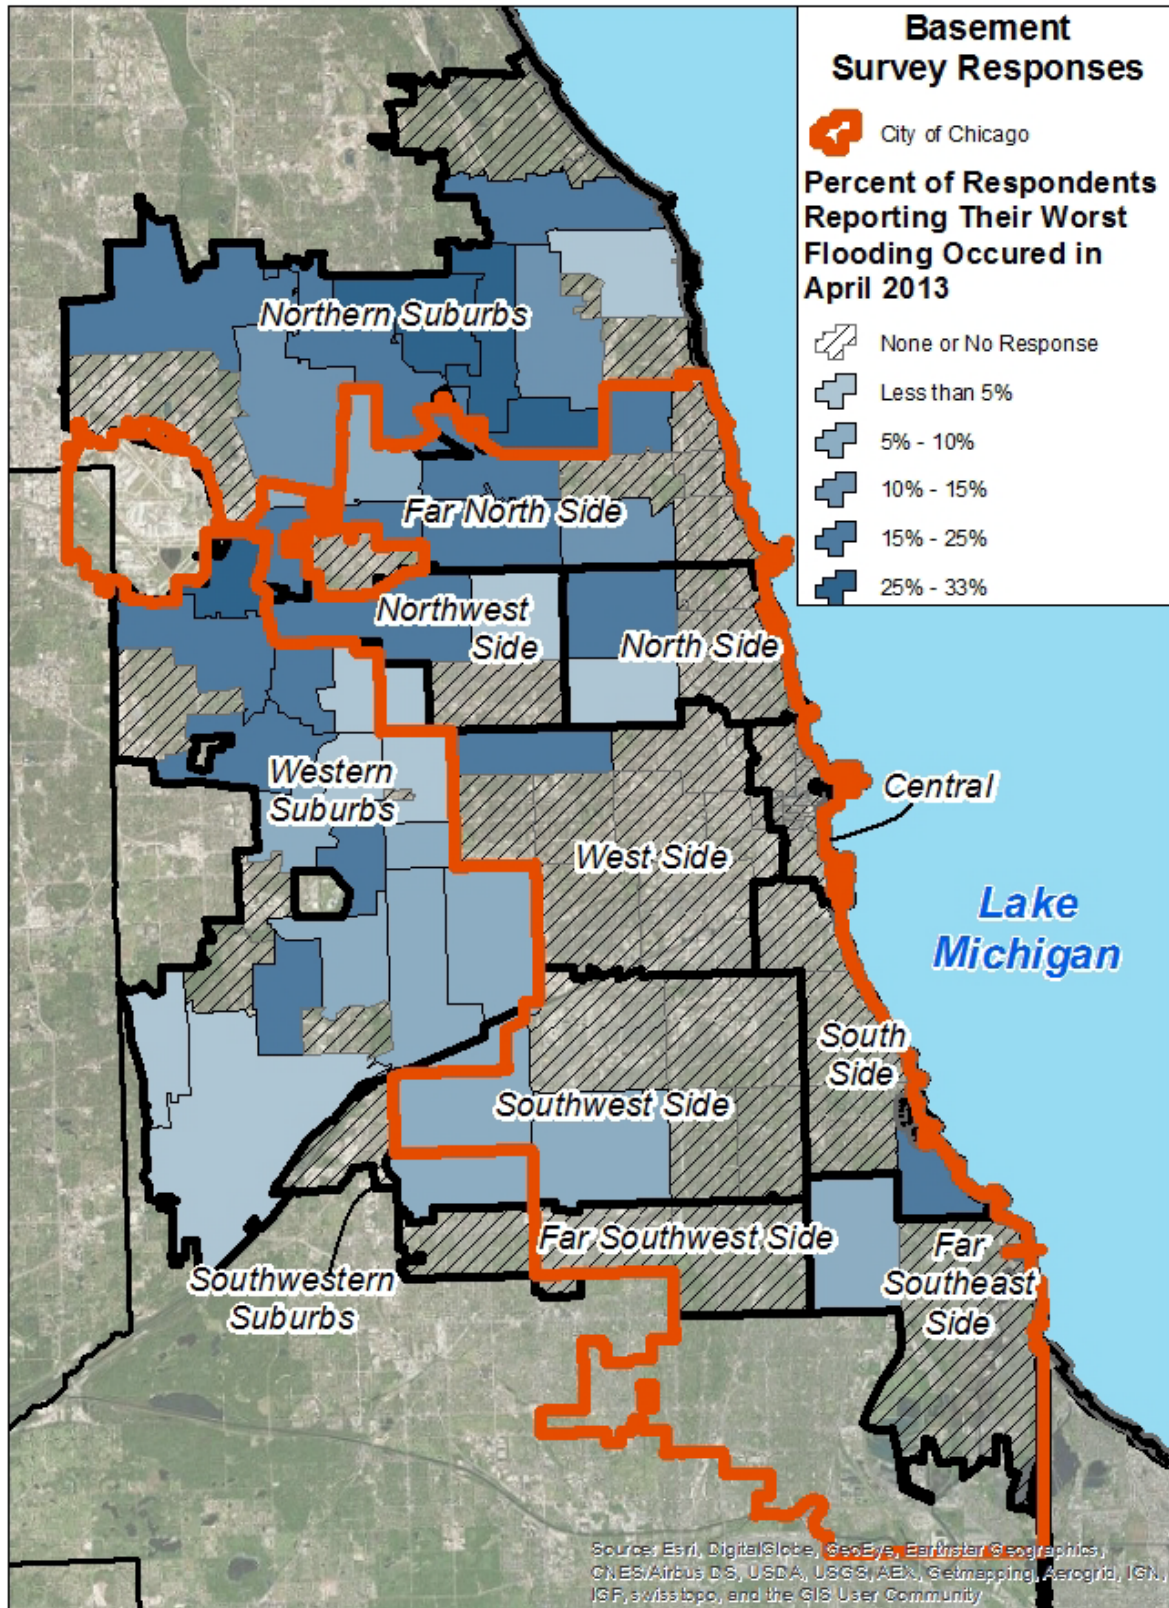 Basement
Survey Responses
City of Chicago
Percent of Respondents
Reporting Their Worst
Flooding Occured in
April 2013
None or No Response
Less than 5%
5% - 10%
10% - 15%
15% - 25%
25% - 33%
Northern Suburbs
Far North Side
Northwest
Side
North Side
Western
Suburbs
Central
West Side
Lake
Michigan
South
Side
Southwest Side
Far Southwest Side
Far
Southeast
Side
Southwestern
Suburbs
Source: Esri, DigitalGlobe, GeoEye, Earthstar Geographics,
CNES/Airbus DS, USDA, USGS, AEX, Getmapping, Aerogrid, IGN,
IGP, swisstopo, and the GIS User Community